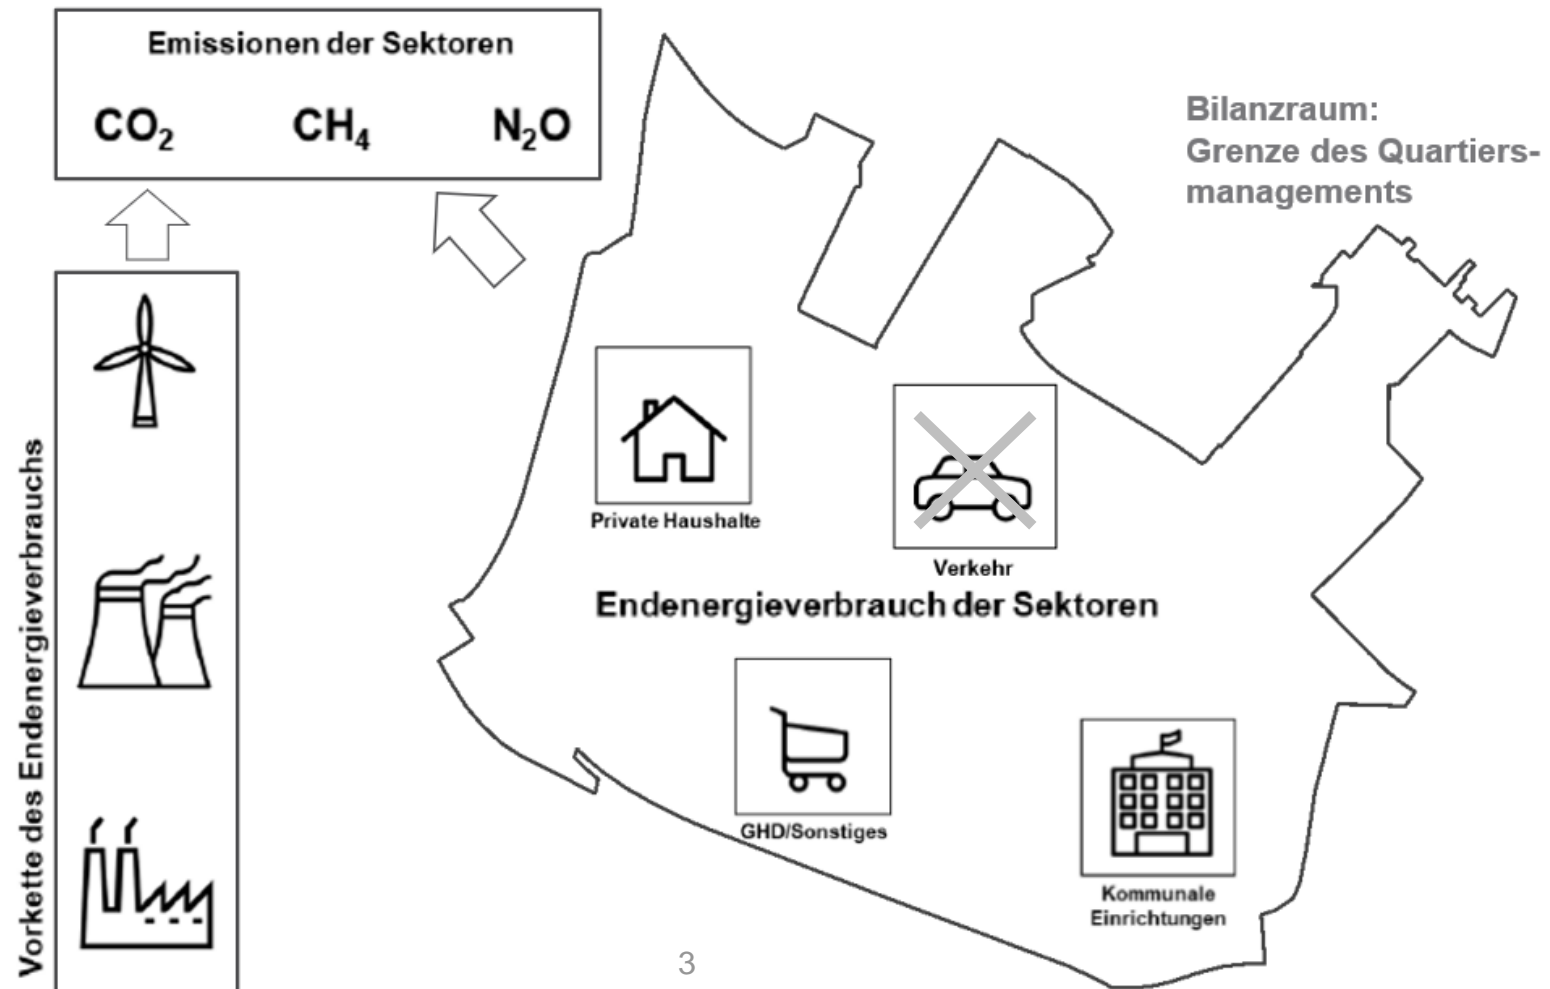 Emissionen der Sektoren
CO₂ CH₄ N₂O
Bilanzraum:
Grenze des Quartiers-
managements
Vorkette des Endenergieverbrauchs
Private Haushalte
Verkehr
Endenergieverbrauch der Sektoren
GHD/Sonstiges
Kommunale
Einrichtungen
3